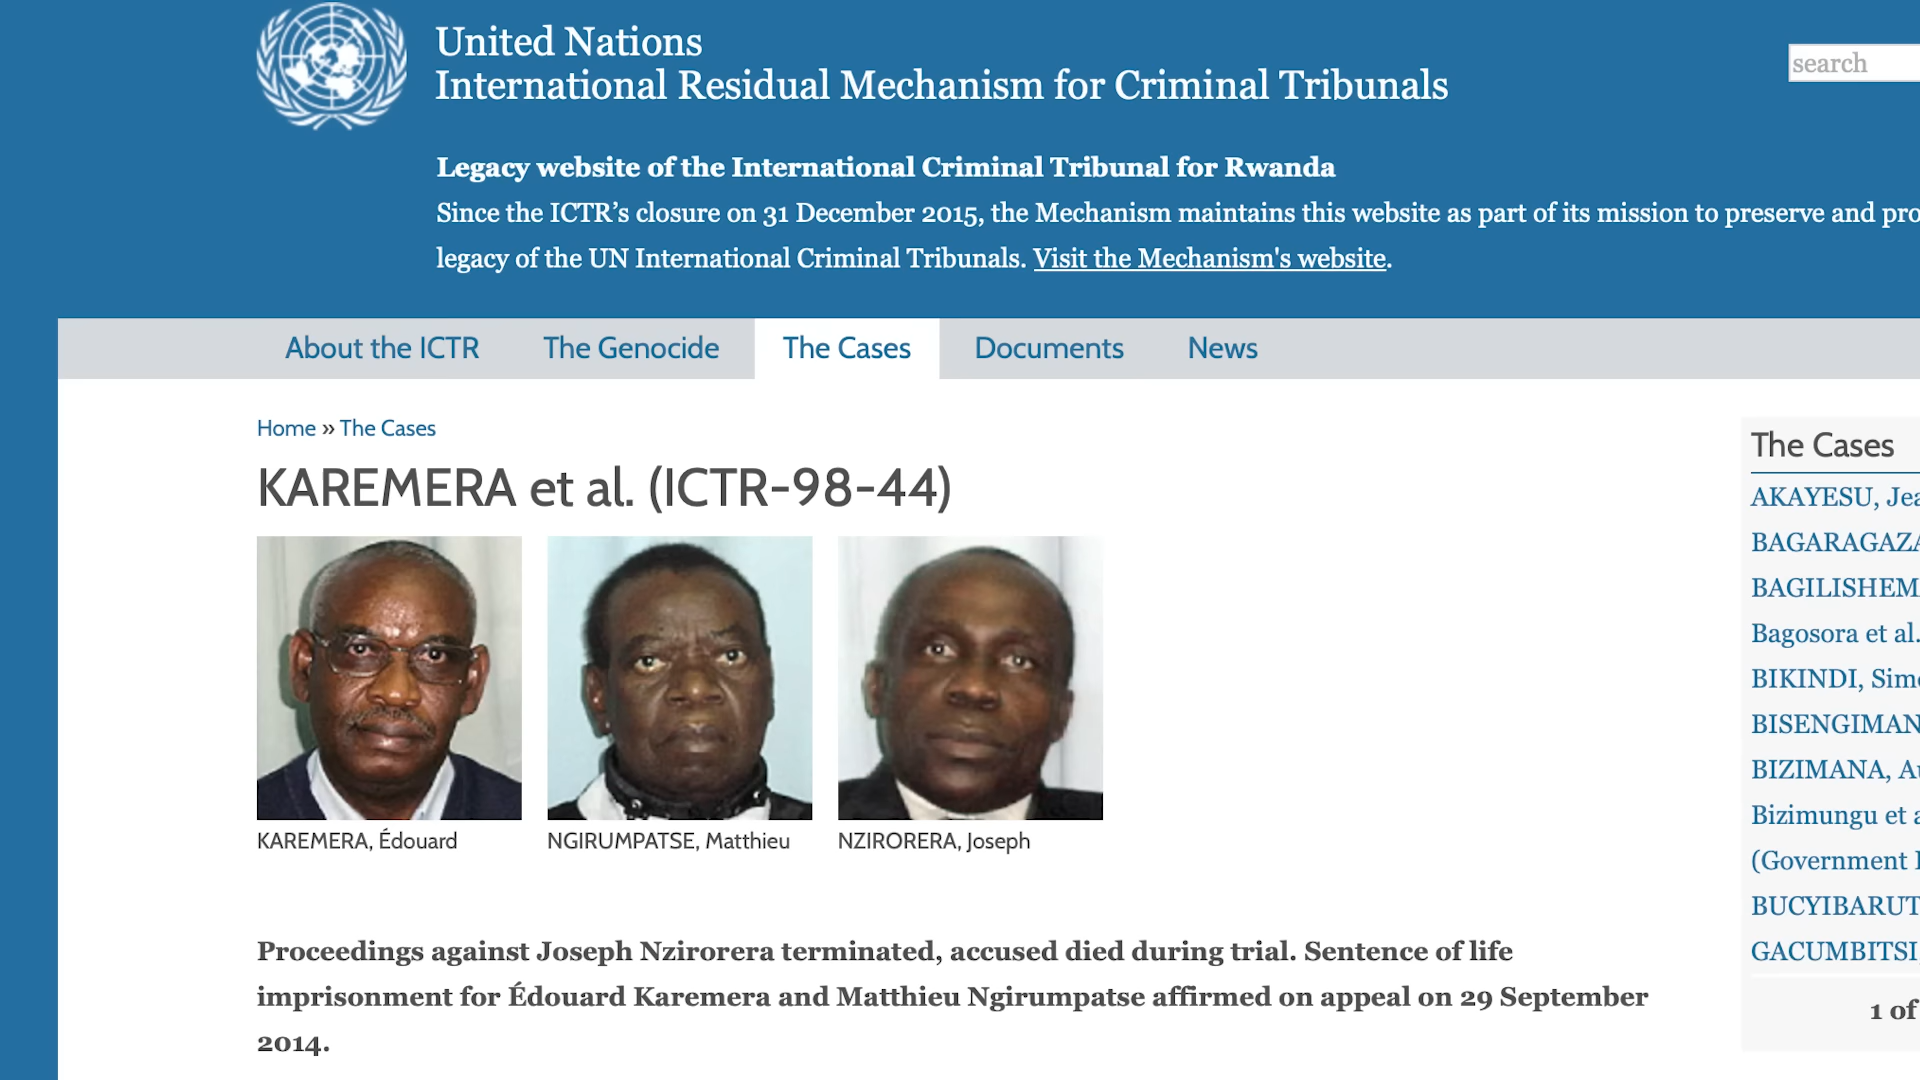 United Nations
International Residual Mechanism for Criminal Tribunals
search
Legacy website of the International Criminal Tribunal for Rwanda
Since the ICTR’s closure on 31 December 2015, the Mechanism maintains this website as part of its mission to preserve and
legacy of the UN International Criminal Tribunals. Visit the Mechanism's website.
About the ICTR
The Genocide
The Cases
Documents
News
Home » The Cases
KAREMERA et al. (ICTR-98-44)
KAREMERA, Édouard
NGIRUMPATSE, Matthieu
NZIRORERA, Joseph
Proceedings against Joseph Nzirorera terminated, accused died during trial. Sentence of life
imprisonment for Édouard Karemera and Matthieu Ngirumpatse affirmed on appeal on 29 September
2014.
The Cases
AKAYESU,
BAGARAGAZA
BAGILISHEM
Bagosora et al.
BIKINDI,
BISENGIMAN
BIZIMANA,
Bizimungu et
(Government
BUCYIBARUT
GACUMBITSI
1 of